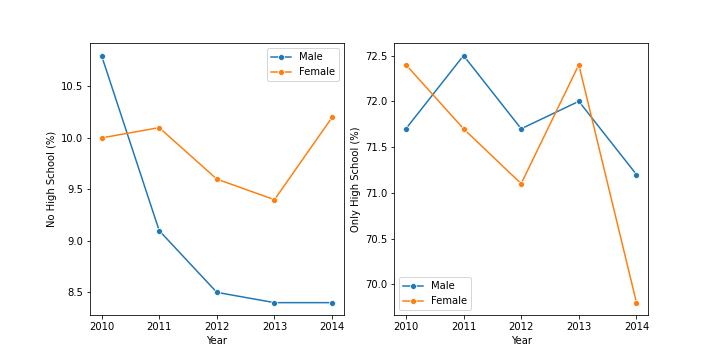 Male
Female
No High School (%)
10.5
10.0
9.5
9.0
8.5
2010 2011 2012 2013 2014
Year
Only High School (%)
72.5
72.0
71.5
71.0
70.5
70.0
Male
Female
2010 2011 2012 2013 2014
Year